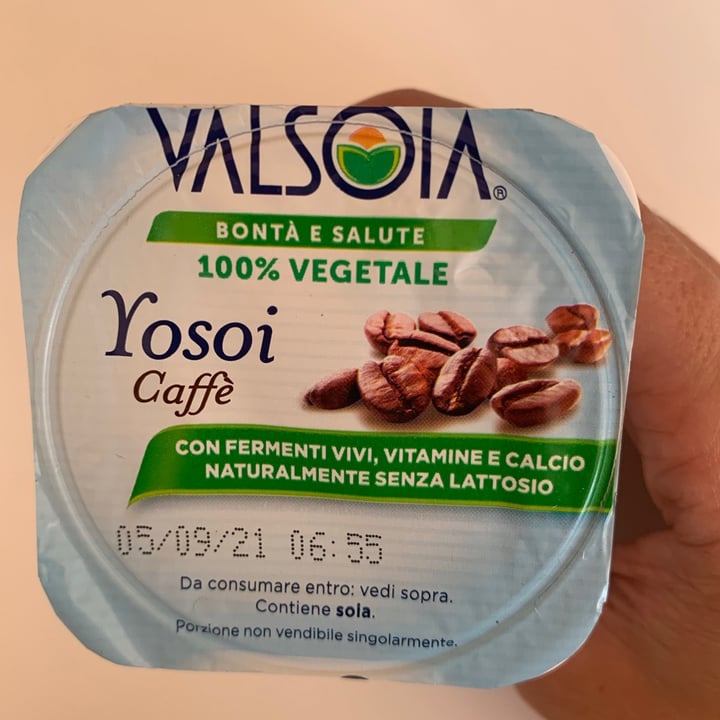 VALSOIA®
BONTÀ E SALUTE
100% VEGETALE
Yosoi
Caffè
CON FERMENTI VIVI, VITAMINE E CALCIO
NATURALMENTE SENZA LATTOSIO
05/09/21 06:55
Da consumare entro: vedi sopra.
Contiene soia.
Porzione non vendibile singolarmente.